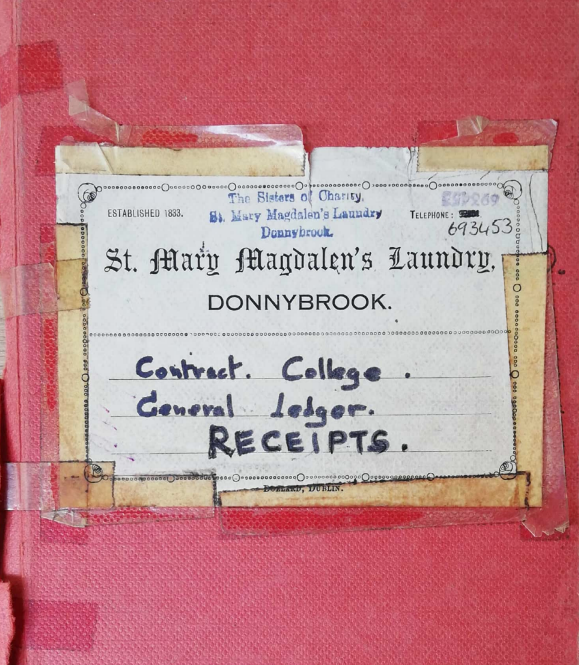 The Sisters of Charity,
St. Mary Magdalen's Laundry
Donnybrook.
ESTABLISHED 1833.
TELEPHONE:
693453
St. Mary Magdalen's Laundry,
DONNYBROOK.
Contract. College.
General Ledger.
RECEIPTS.
DUBLIN.